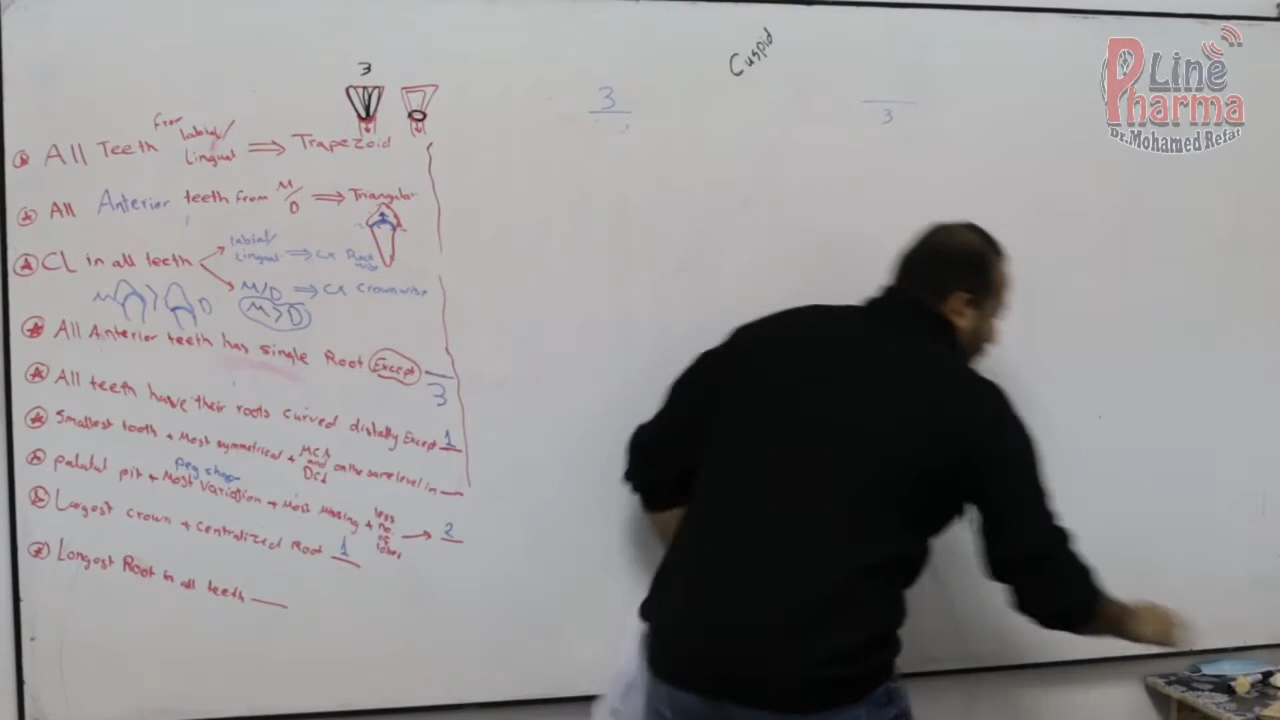 Cuspid
P Line
Pharma
Dr.Mohamed Refat
3
3
3
All Teeth from Labial/Lingual ⇒ Trapezoid
All Anterior teeth from M/D ⇒ Triangular
CL in all teeth
Labial/Lingual ⇒ Cx Root wise
M/D ⇒ Cx Crownwise
M > D
M > D
All Anterior teeth has single Root Except 3
All teeth have their roots curved distally Except 1
Smallest tooth + Most symmetrical + MCA and DCA on the same level in
Peg shape
Palatal pit + Most Variation + Most Missing + less no of lobes → 2
Largest crown + Centralized Root 1
Longest Root in all teeth